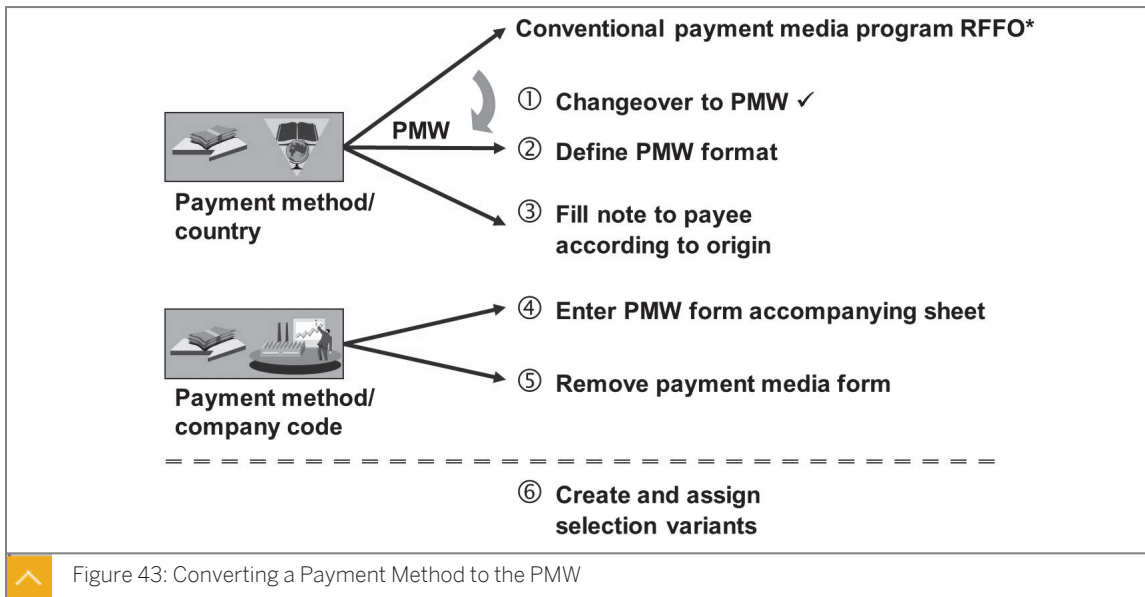 Conventional payment media program RFFO*
① Changeover to PMW ✓
PMW
② Define PMW format
Payment method/
country
③ Fill note to payee
according to origin
④ Enter PMW form accompanying sheet
⑤ Remove payment media form
Payment method/
company code
⑥ Create and assign
selection variants
Figure 43: Converting a Payment Method to the PMW